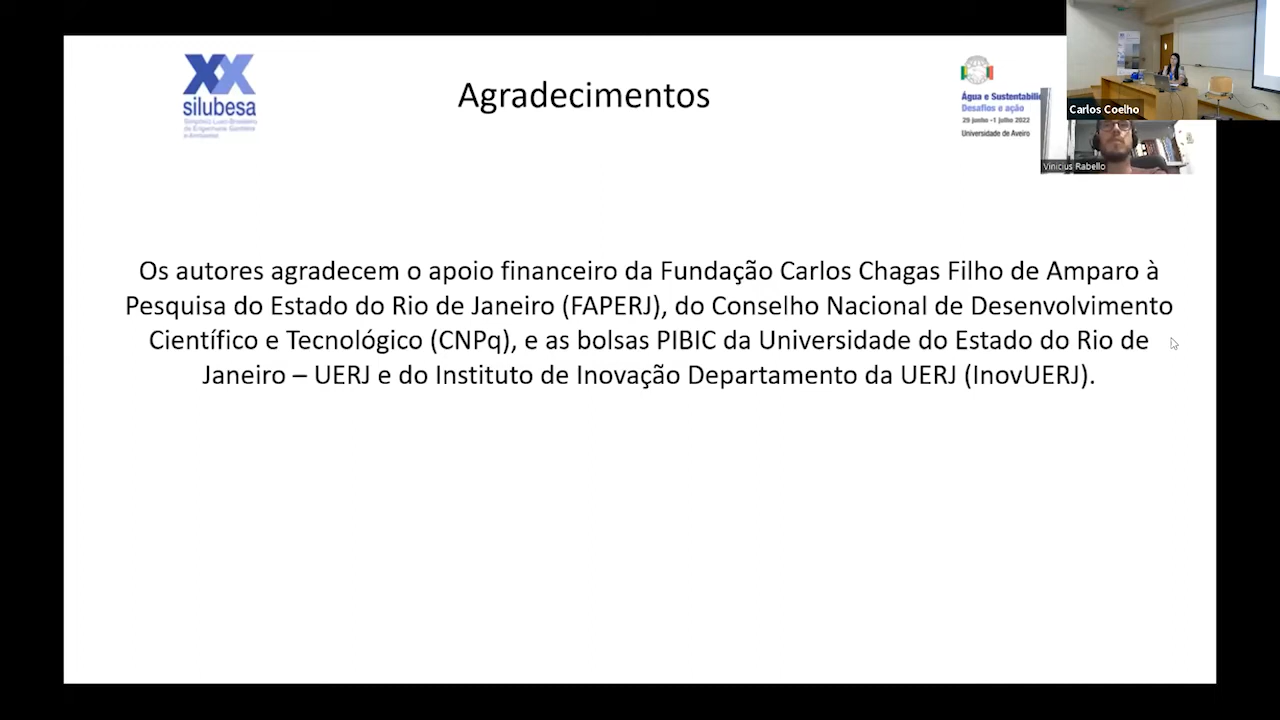 XX
silubesa
Simpósio Luso-Brasileiro
de Engenharia Sanitária
e Ambiental
Agradecimentos
Água e Sustentabili
Desafios e ação
29 junho -1 julho 2022
Universidade de Aveiro
Carlos Coelho
Vinicius Rabello
Os autores agradecem o apoio financeiro da Fundação Carlos Chagas Filho de Amparo à
Pesquisa do Estado do Rio de Janeiro (FAPERJ), do Conselho Nacional de Desenvolvimento
Científico e Tecnológico (CNPq), e as bolsas PIBIC da Universidade do Estado do Rio de
Janeiro – UERJ e do Instituto de Inovação Departamento da UERJ (InovUERJ).